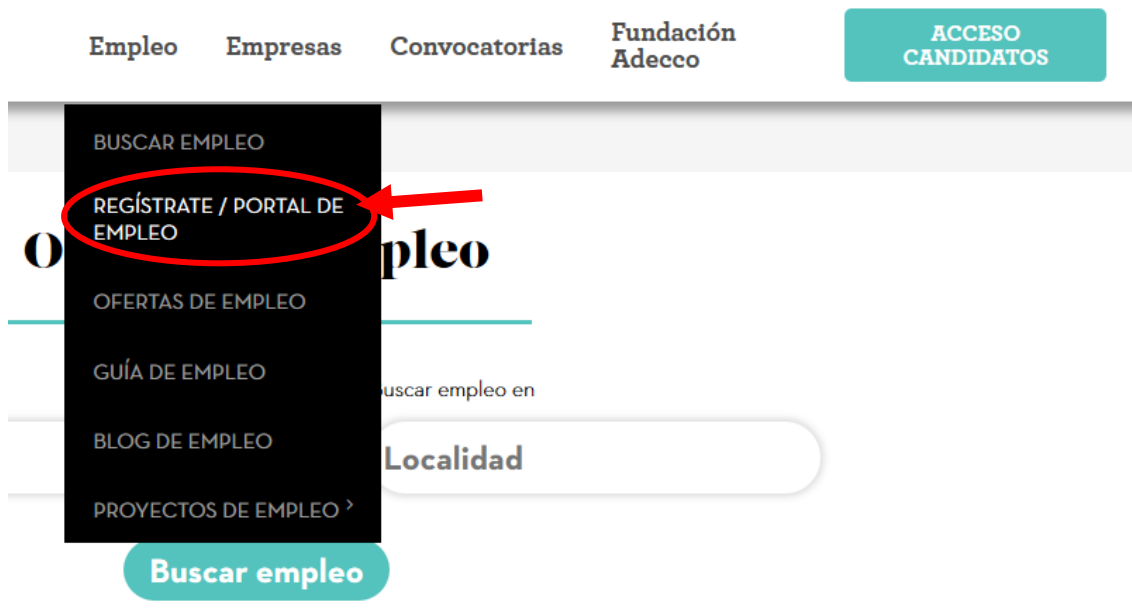 Empleo Empresas Convocatorias Fundación Adecco ACCESO CANDIDATOS
BUSCAR EMPLEO
REGÍSTRATE / PORTAL DE
EMPLEO
O pleo
OFERTAS DE EMPLEO
GUÍA DE EMPLEO
uscar empleo en
BLOG DE EMPLEO
Localidad
PROYECTOS DE EMPLEO >
Buscar empleo